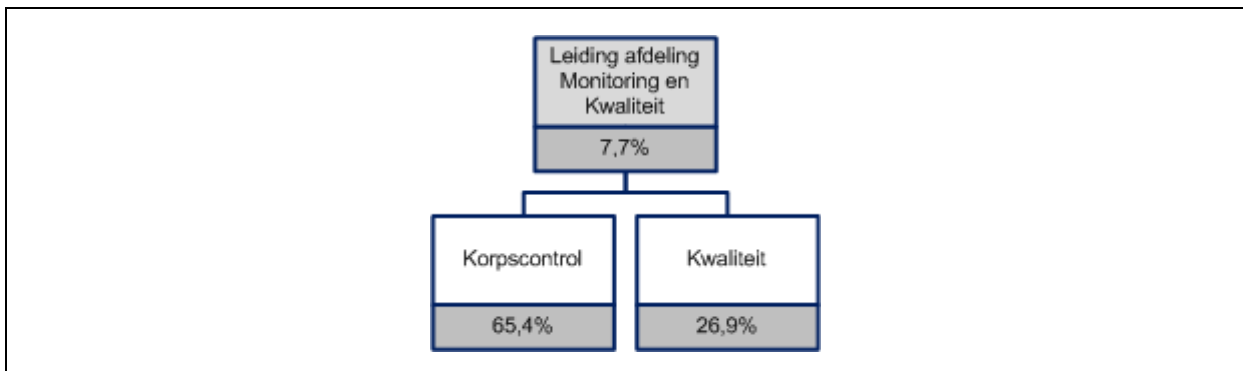 Leiding afdeling
Monitoring en
Kwaliteit
7,7%
Korpscontrol
65,4%
Kwaliteit
26,9%